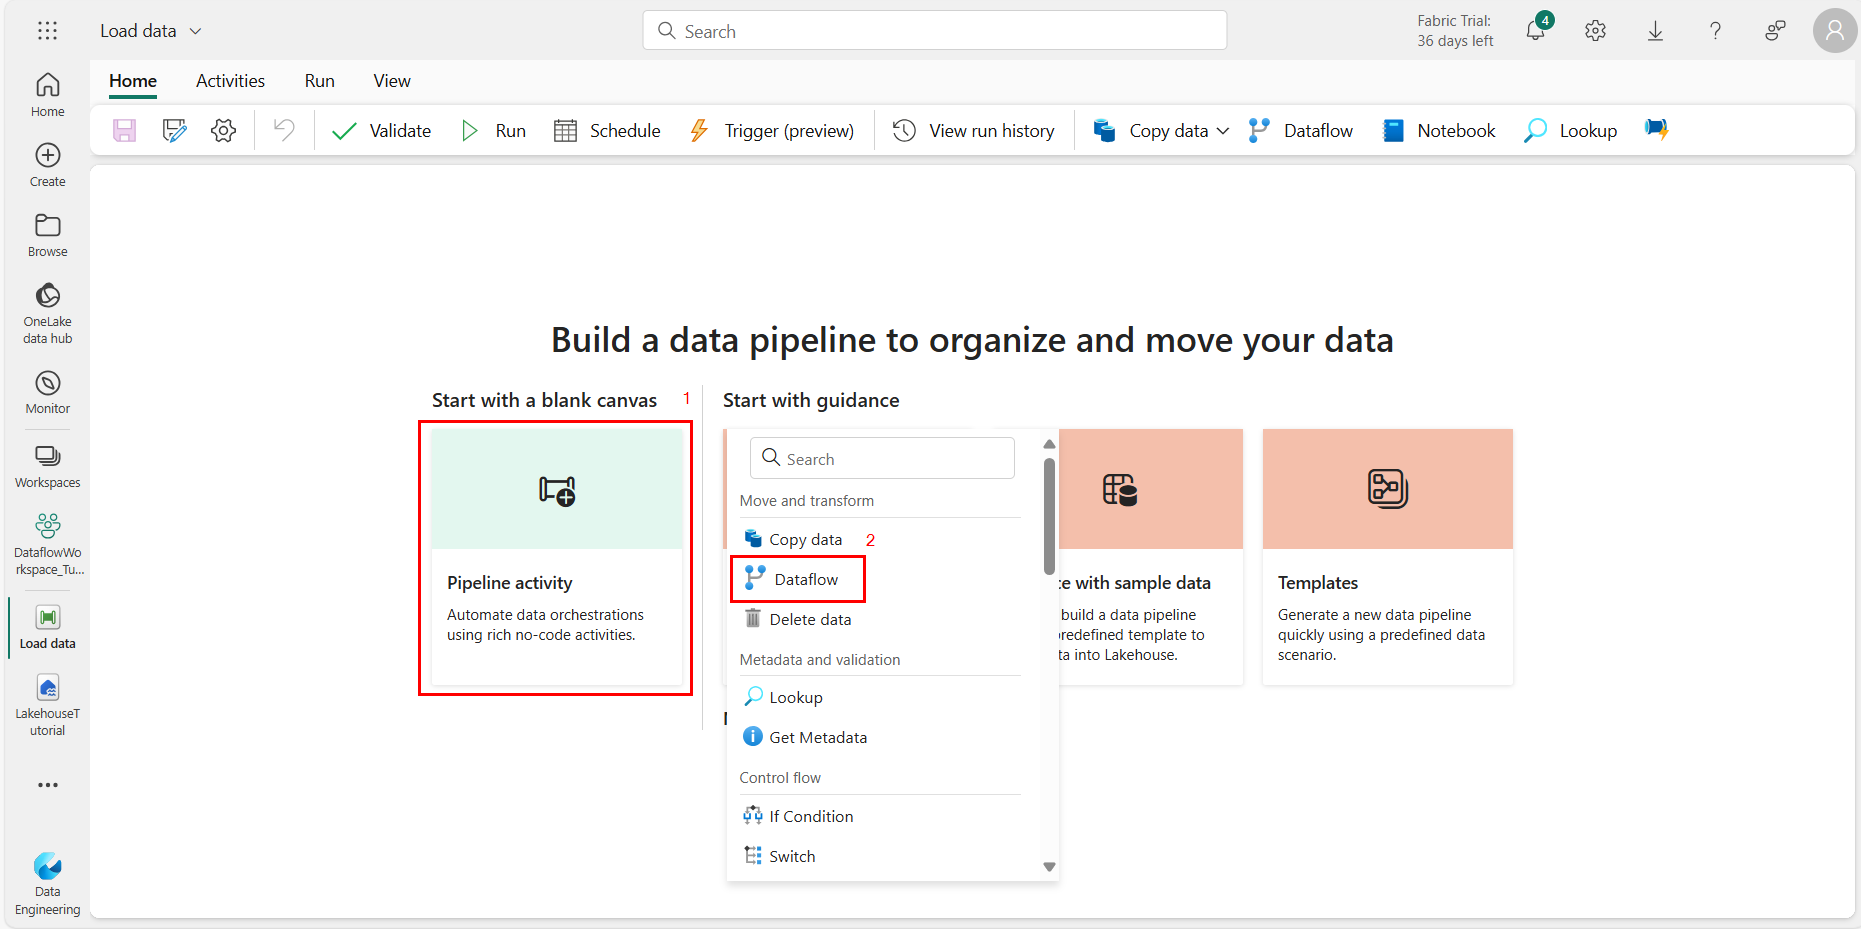 Load data
Search
Fabric Trial:
36 days left
4
Home
Activities
Run
View
Validate
Run
Schedule
Trigger (preview)
View run history
Copy data
Dataflow
Notebook
Lookup
Home
Create
Browse
OneLake
data hub
Monitor
Workspaces
DataflowWo
rkspace_Tu...
Load data
LakehouseT
utorial
Data
Engineering
Build a data pipeline to organize and move your data
Start with a blank canvas
1
Pipeline activity
Automate data orchestrations
using rich no-code activities.
Start with guidance
Search
Move and transform
Copy data
2
Dataflow
Delete data
Metadata and validation
Lookup
Get Metadata
Control flow
If Condition
Switch
with sample data
build a data pipeline
redefined template to
ta into Lakehouse.
Templates
Generate a new data pipeline
quickly using a predefined data
scenario.